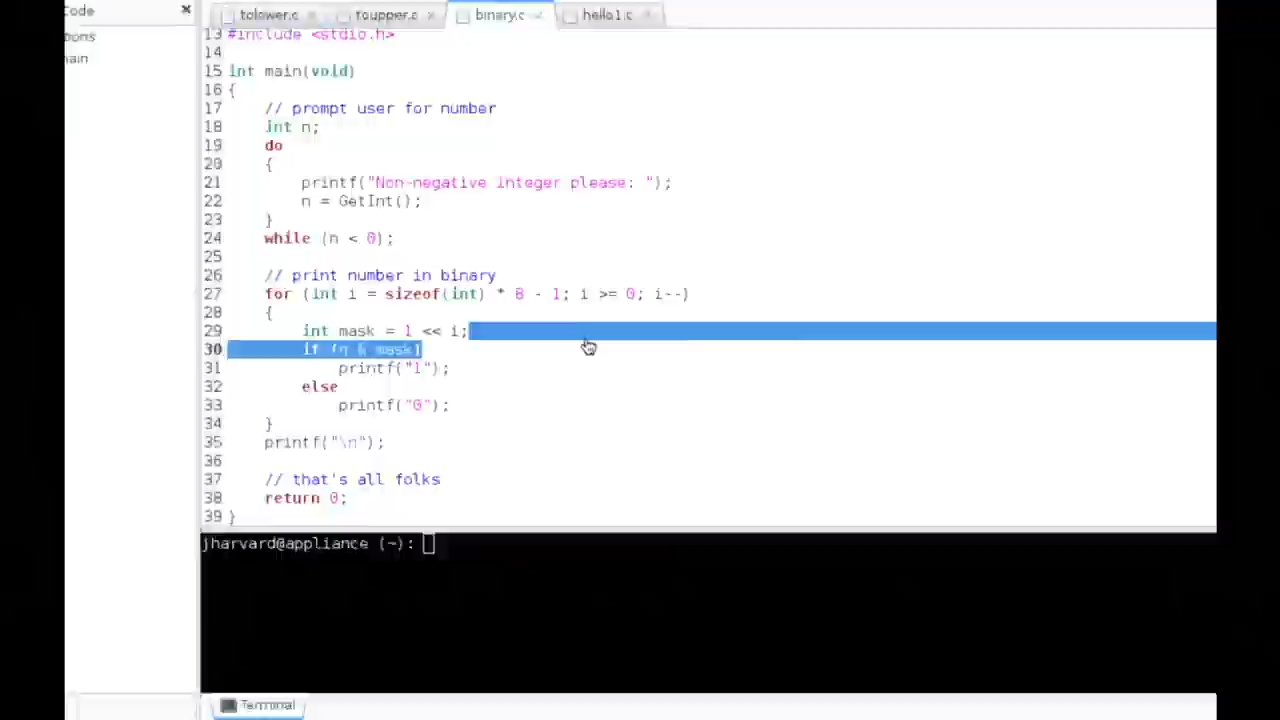 Code
tions
main
tolower.c
toupper.c
binary.c
hello1.c
13 #include <stdio.h>
14
15 int main(void)
16 {
17 // prompt user for number
18 int n;
19 do
20 {
21 printf("Non-negative integer please: ");
22 n = GetInt();
23 }
24 while (n < 0);
25
26 // print number in binary
27 for (int i = sizeof(int) * 8 - 1; i >= 0; i--)
28 {
29 int mask = 1 << i;
30 if (n & mask)
31 printf("1");
32 else
33 printf("0");
34 }
35 printf("\n");
36
37 // that's all folks
38 return 0;
39 }
jharvard@appliance (~):
Terminal